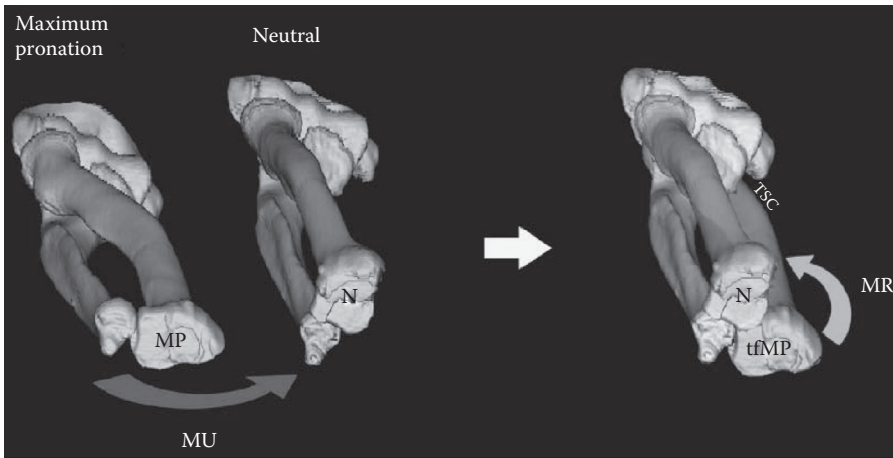 Maximum
pronation
Neutral
MP
N
MU
TSC
N
tfMP
MR